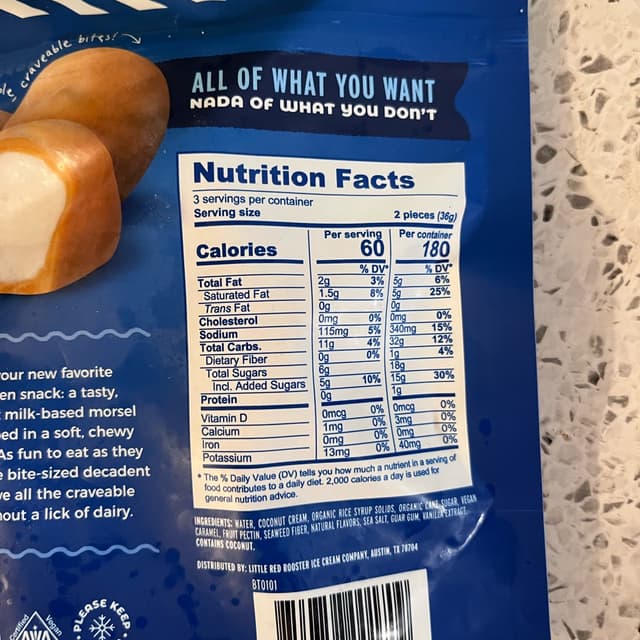 craveable bites!
ALL OF WHAT YOU WANT
NADA OF WHAT YOU DON'T
Nutrition Facts
3 servings per container
Serving size 2 pieces (36g)
Per serving Per container
Calories 60 180
% DV* % DV*
Total Fat 2g 3% 5g 6%
Saturated Fat 1.5g 8% 5g 25%
Trans Fat 0g 0g
Cholesterol 0mg 0% 0mg 0%
Sodium 115mg 5% 340mg 15%
Total Carbs. 11g 4% 32g 12%
Dietary Fiber 0g 0% 1g 4%
Total Sugars 6g 18g
Incl. Added Sugars 5g 10% 15g 30%
Protein 0g 1g
Vitamin D 0mcg 0% 0mcg 0%
Calcium 1mg 0% 3mg 0%
Iron 0mg 0% 0mg 0%
Potassium 13mg 0% 40mg 0%
* The % Daily Value (DV) tells you how much a nutrient in a serving of
food contributes to a daily diet. 2,000 calories a day is used for
general nutrition advice.
INGREDIENTS: WATER, COCONUT CREAM, ORGANIC RICE SYRUP SOLIDS, ORGANIC CANE SUGAR, VEGAN
CARAMEL, FRUIT PECTIN, SEAWEED FIBER, NATURAL FLAVORS, SEA SALT, GUAR GUM, VANILLA EXTRACT.
CONTAINS COCONUT.
DISTRIBUTED BY: LITTLE RED ROOSTER ICE CREAM COMPANY, AUSTIN, TX 78704
BT0101
our new favorite
en snack: a tasty,
milk-based morsel
ed in a soft, chewy
As fun to eat as they
e bite-sized decadent
ve all the craveable
out a lick of dairy.
Certified Vegan
PLEASE KEEP